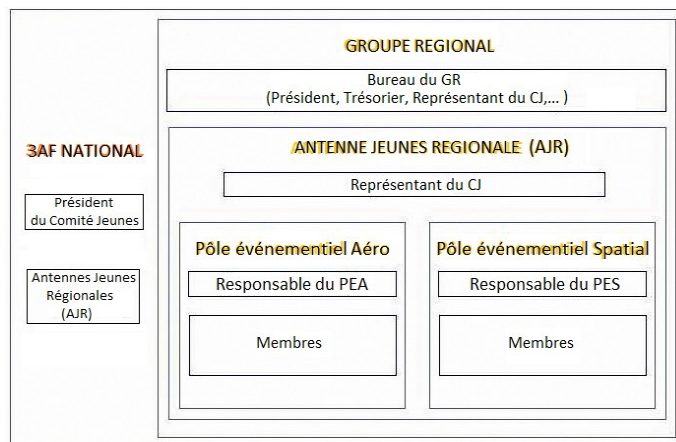 GROUPE REGIONAL
Bureau du GR
(Président, Trésorier, Représentant du CJ,... )
3AF NATIONAL
Président
du Comité Jeunes
Antennes Jeunes
Régionales
(AJR)
ANTENNE JEUNES REGIONALE (AJR)
Représentant du CJ
Pôle événementiel Aéro
Responsable du PEA
Membres
Pôle événementiel Spatial
Responsable du PES
Membres